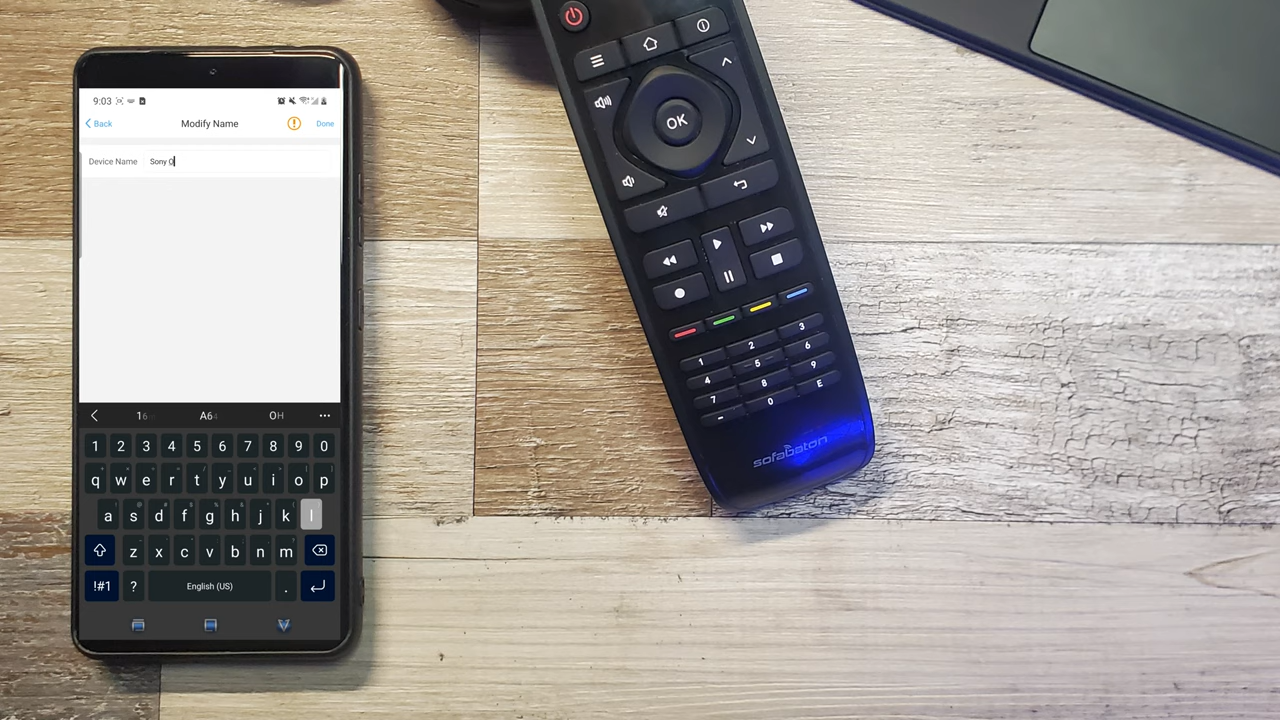 9:03
Back
Modify Name
Done
Device Name
Sony O
16
A64
OH
1 2 3 4 5 6 7 8 9 0
q w e r t y u i o p
a s d f g h j k l
z x c v b n m
!#1 ? English (US) .
OK
1 2 3
4 5 6
7 8 9
- 0 E
sofabaton